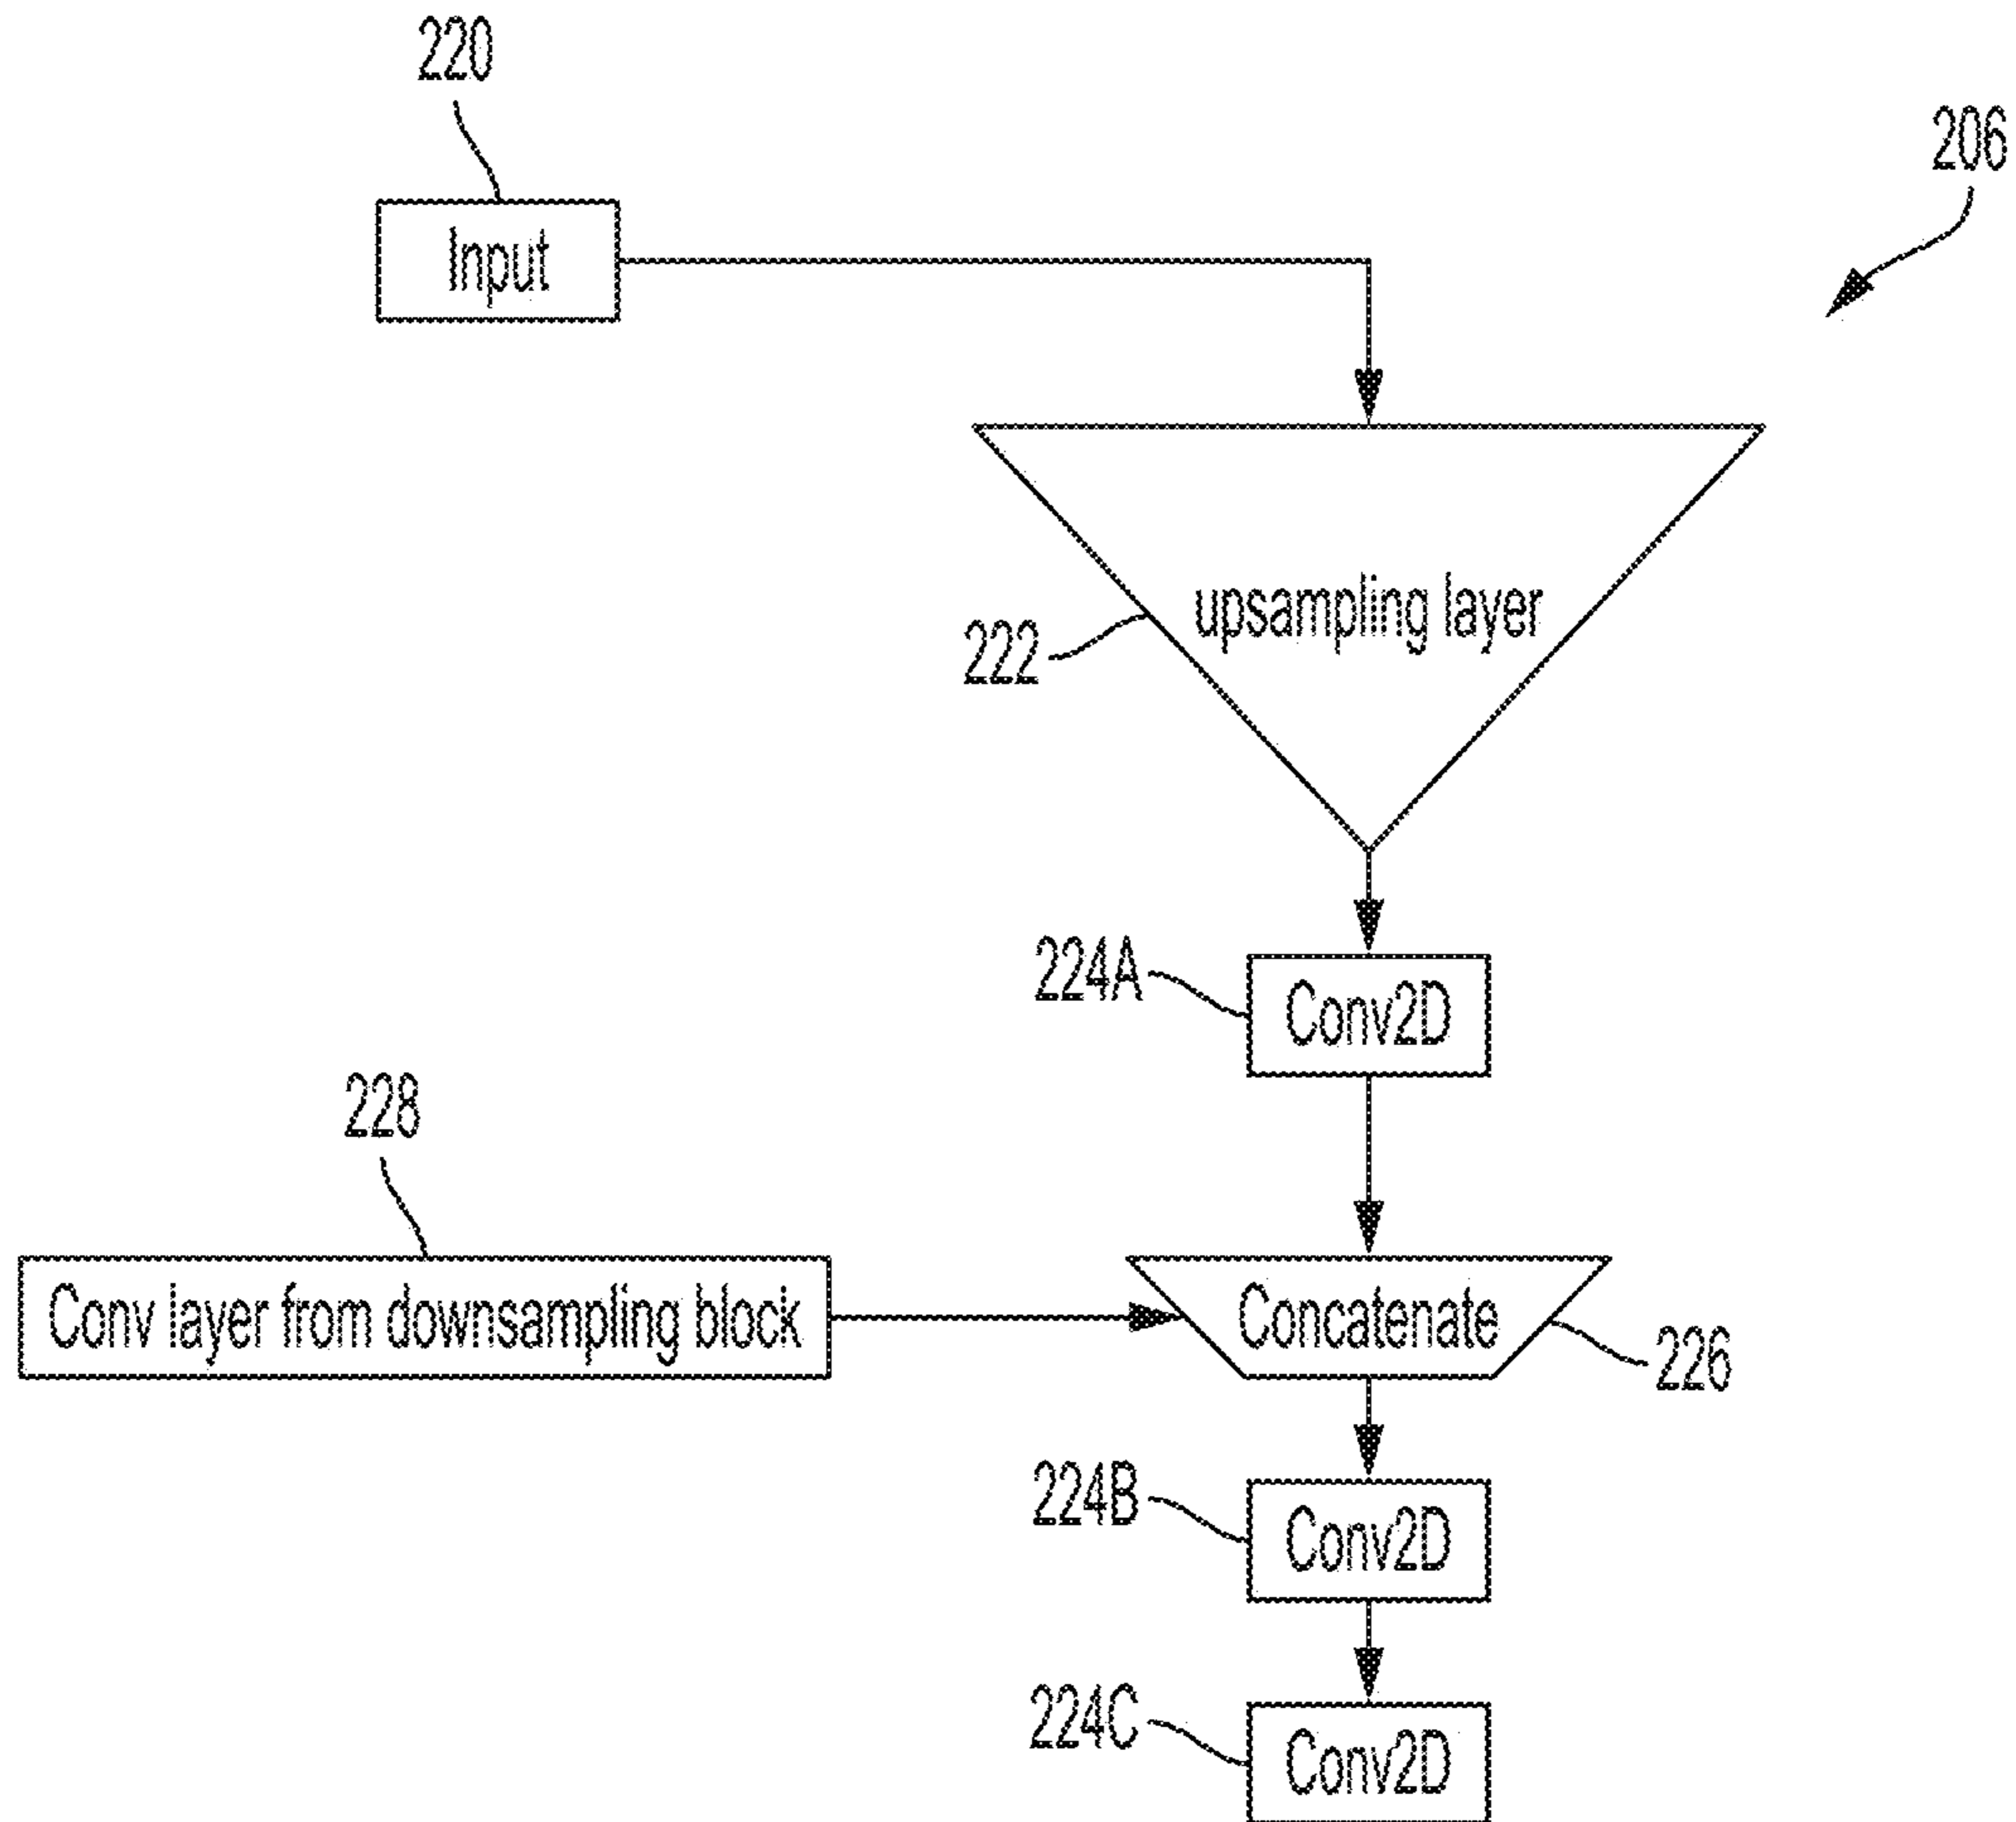 220
206
Input
upsampling layer
222
224A
Conv2D
228
Conv layer from downsampling block
Concatenate
226
224B
Conv2D
224C
Conv2D